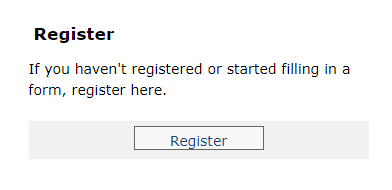 Register
If you haven't registered or started filling in a
form, register here.
Register